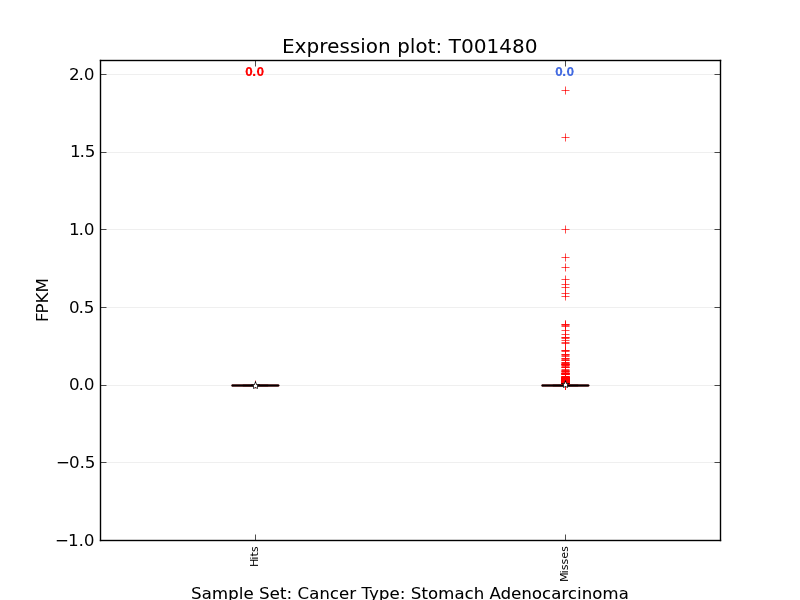 Expression plot: T001480
0.0
0.0
2.0
1.5
1.0
0.5
0.0
−0.5
−1.0
FPKM
Hits
Misses
Sample Set: Cancer Type: Stomach Adenocarcinoma